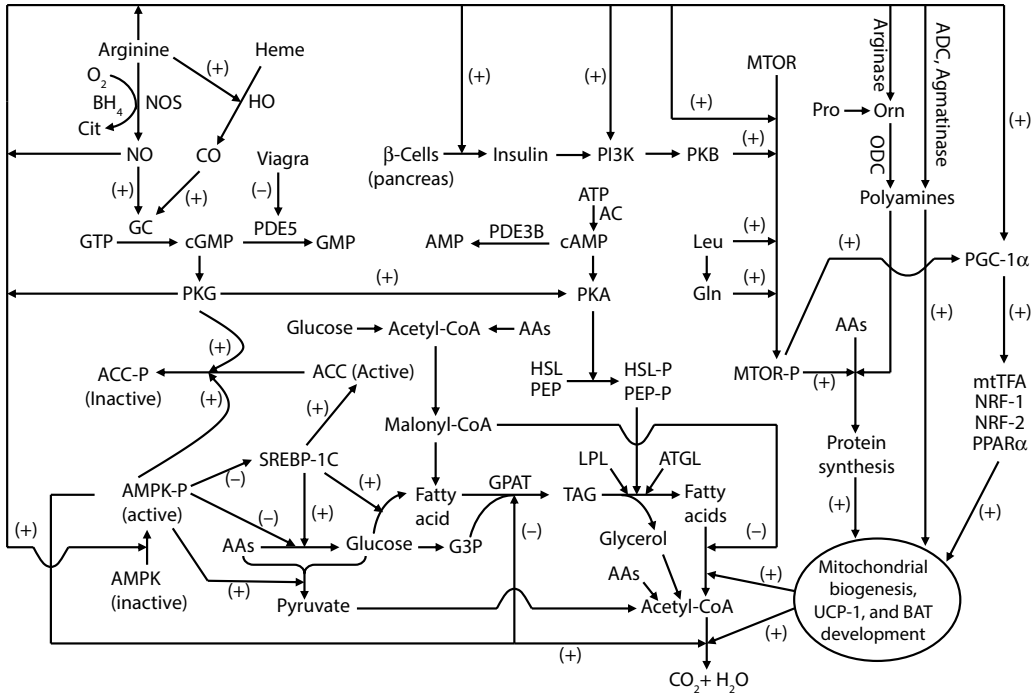 Arginine
Heme
(+)
O2
BH4
NOS
Cit
HO
NO
CO
Viagra
(+)
(+)
(−)
GC
PDE5
GTP
cGMP
GMP
PKG
(+)
(+)
(+)
(+)
MTOR
(+)
β-Cells
(pancreas)
Insulin
PI3K
PKB
(+)
ATP
AC
AMP
PDE3B
cAMP
PKA
Leu
(+)
Gln
(+)
Arginase
ADC, Agmatinase
Pro
Orn
ODC
Polyamines
(+)
(+)
PGC-1α
(+)
(+)
AAs
MTOR-P
(+)
mtTFA
NRF-1
NRF-2
PPARα
Protein
synthesis
(+)
(+)
Glucose
Acetyl-CoA
AAs
(+)
ACC-P
(Inactive)
ACC (Active)
(+)
(+)
HSL
PEP
HSL-P
PEP-P
Malonyl-CoA
SREBP-1C
(−)
(+)
LPL
ATGL
AMPK-P
(active)
Fatty
acid
GPAT
TAG
Fatty
acids
(−)
(+)
(−)
(−)
(+)
AAs
Glucose
G3P
Glycerol
AMPK
(inactive)
(+)
Pyruvate
AAs
Acetyl-CoA
(+)
(+)
(+)
Mitochondrial
biogenesis,
UCP-1, and BAT
development
CO2+ H2O